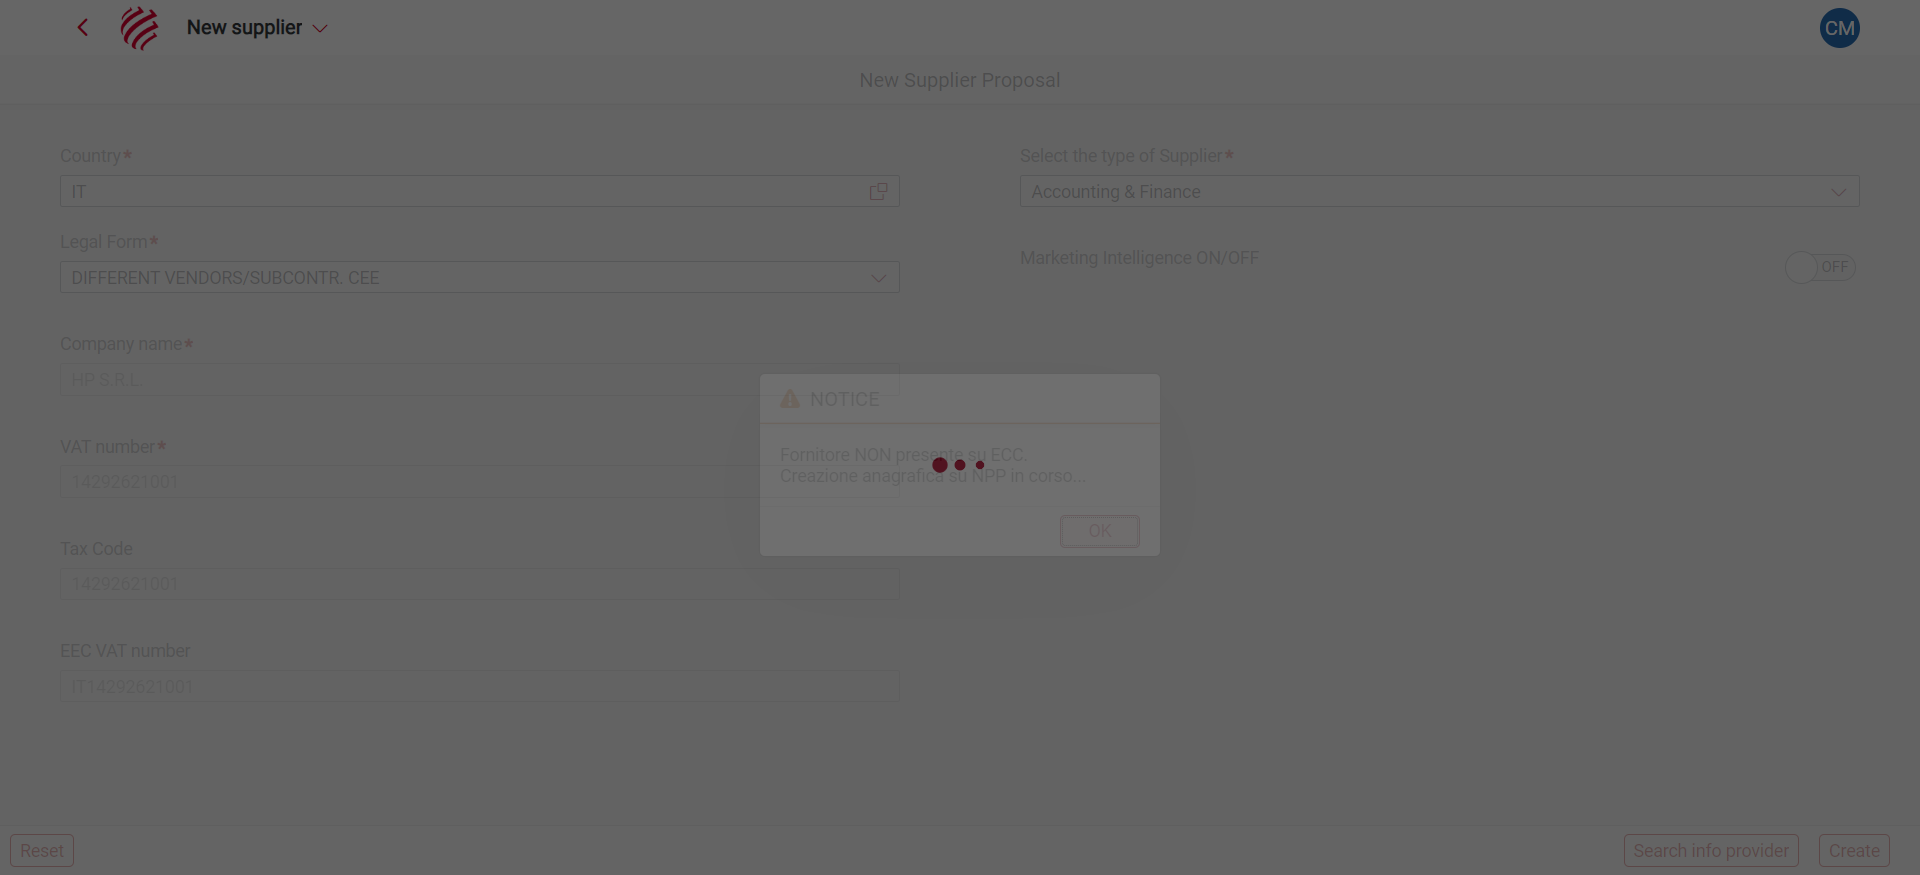 New supplier
CM
New Supplier Proposal
Country*
IT
Select the type of Supplier*
Accounting & Finance
Legal Form*
DIFFERENT VENDORS/SUBCONTR. CEE
Marketing Intelligence ON/OFF
OFF
Company name*
HP S.R.L.
VAT number*
14292621001
Tax Code
14292621001
EEC VAT number
IT14292621001
NOTICE
Fornitore NON presente su ECC.
Creazione anagrafica su NPP in corso...
OK
Reset
Search info provider
Create